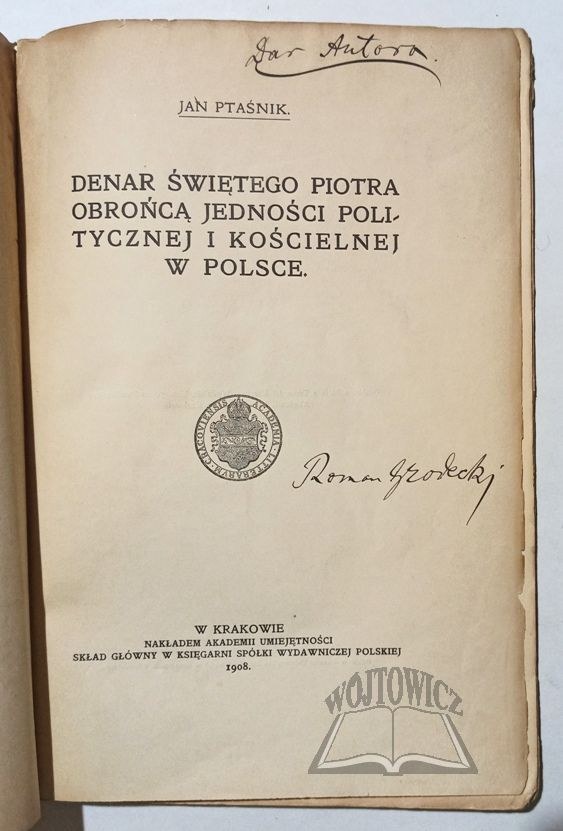 Dar Autora.
JAN PTAŚNIK.
DENAR ŚWIĘTEGO PIOTRA
OBROŃCĄ JEDNOŚCI POLI-
TYCZNEJ I KOŚCIELNEJ
W POLSCE.
ACADEMIA · LITTERARUM · CRACOVIENSIS
Roman Grodecki
W KRAKOWIE
NAKŁADEM AKADEMII UMIEJĘTNOŚCI
SKŁAD GŁÓWNY W KSIĘGARNI SPÓŁKI WYDAWNICZEJ POLSKIEJ
1908.
WÓJTOWICZ